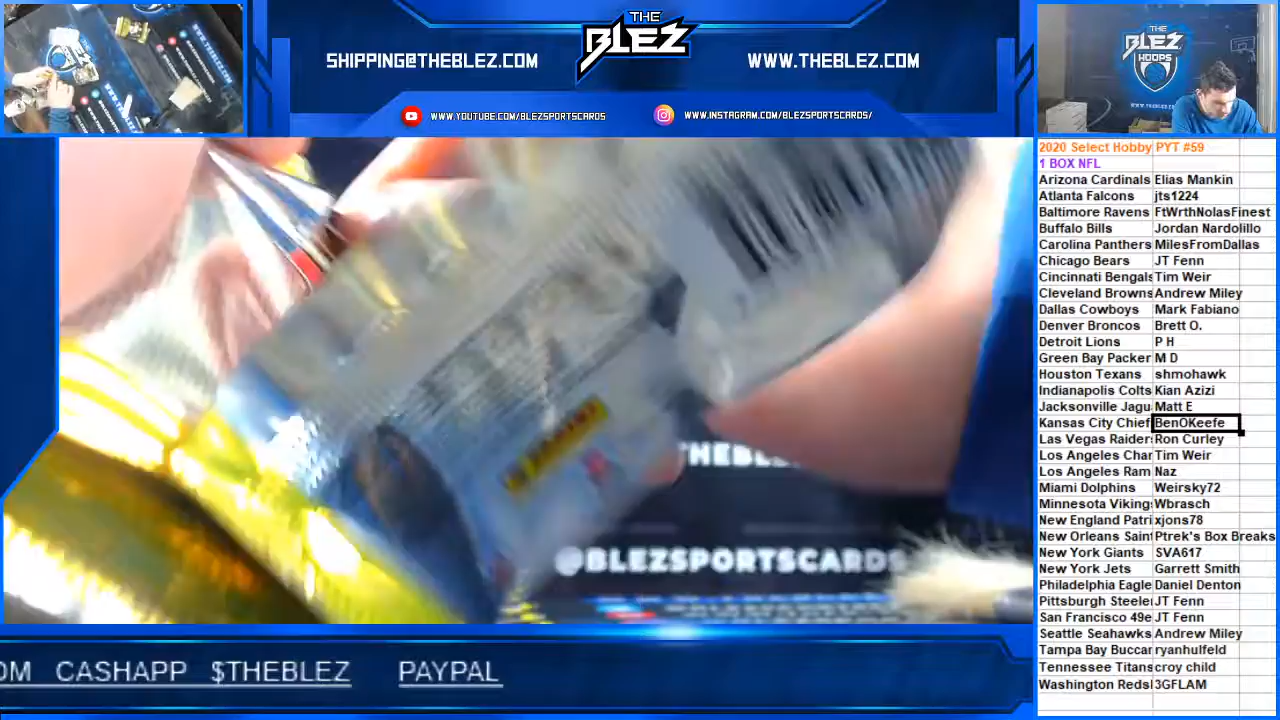 SHIPPING@THEBLEZ.COM
THE
BLEZ
WWW.THEBLEZ.COM
WWW.YOUTUBE.COM/BLEZSPORTSCARDS
WWW.INSTAGRAM.COM/BLEZSPORTSCARDS/
THE
BLEZ
HOOPS
2020 Select Hobby PYT #59
1 BOX NFL
Arizona Cardinals Elias Mankin
Atlanta Falcons jts1224
Baltimore Ravens FtWrthNolasFinest
Buffalo Bills Jordan Nardolillo
Carolina Panthers MilesFromDallas
Chicago Bears JT Fenn
Cincinnati Bengals Tim Weir
Cleveland Browns Andrew Miley
Dallas Cowboys Mark Fabiano
Denver Broncos Brett O.
Detroit Lions P H
Green Bay Packer M D
Houston Texans shmohawk
Indianapolis Colts Kian Azizi
Jacksonville Jagu Matt E
Kansas City Chief BenOKeefe
Las Vegas Raider Ron Curley
Los Angeles Char Tim Weir
Los Angeles Ram Naz
Miami Dolphins Weirsky72
Minnesota Viking Wbrasch
New England Patri xjons78
New Orleans Saint Ptrek's Box Breaks
New York Giants SVA617
New York Jets Garrett Smith
Philadelphia Eagle Daniel Denton
Pittsburgh Steele JT Fenn
San Francisco 49e JT Fenn
Seattle Seahawks Andrew Miley
Tampa Bay Buccar ryanhulfeld
Tennessee Titans croy child
Washington Reds 3GFLAM
PANINI
THEBLEZ
@BLEZSPORTSCARDS
OM CASHAPP $THEBLEZ PAYPAL